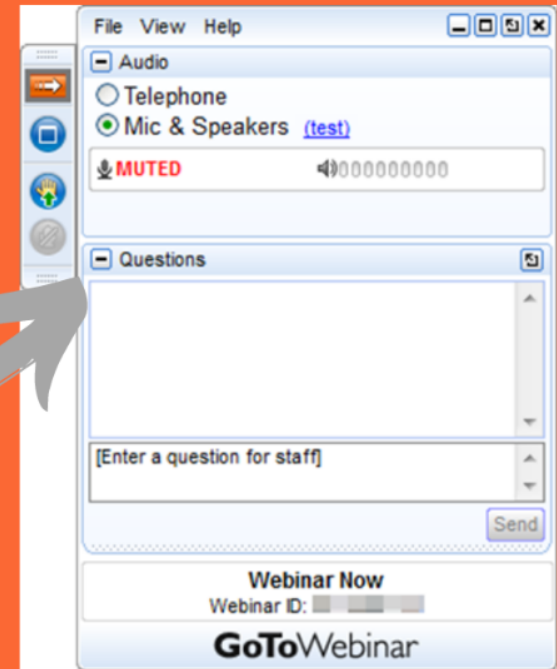 File View Help
Audio
Telephone
Mic & Speakers (test)
MUTED
Questions
[Enter a question for staff]
Send
Webinar Now
Webinar ID:
GoToWebinar